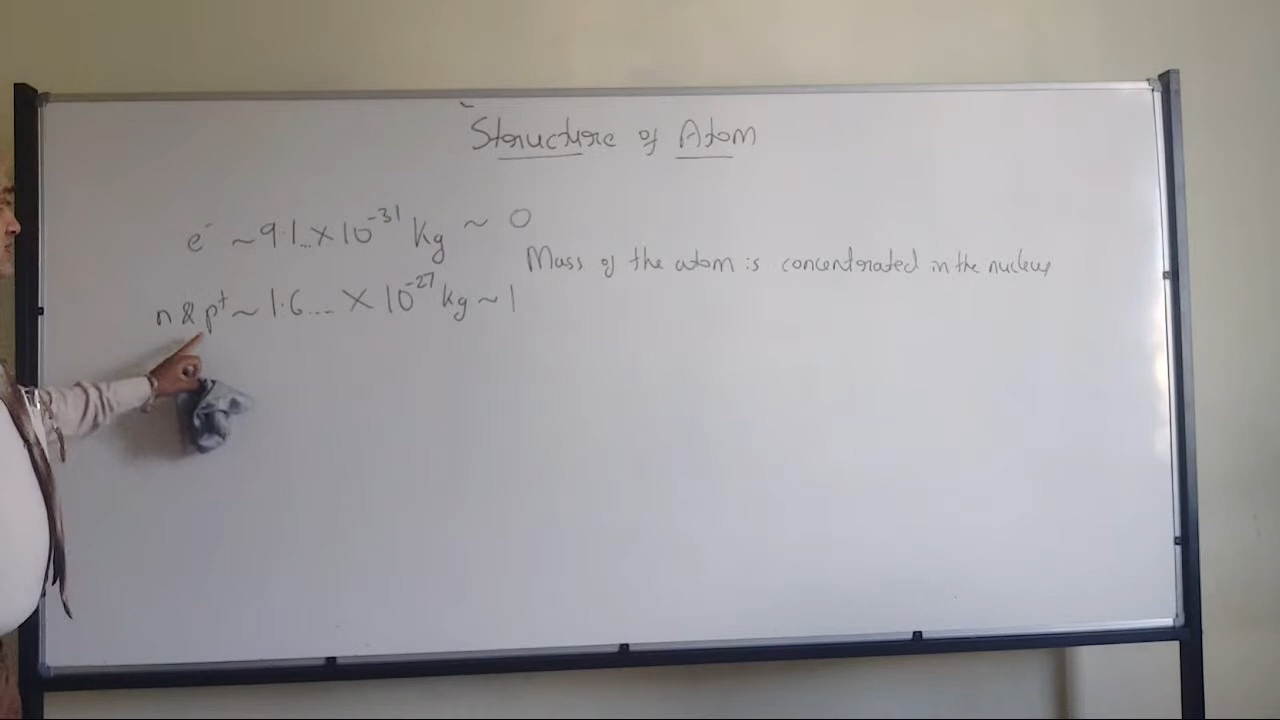 Structure of Atom
e⁻ ~ 9.1... × 10⁻³¹ kg ~ 0
Mass of the atom is concentrated in the nucleus
n & p⁺ ~ 1.6.... × 10⁻²⁷ kg ~ 1